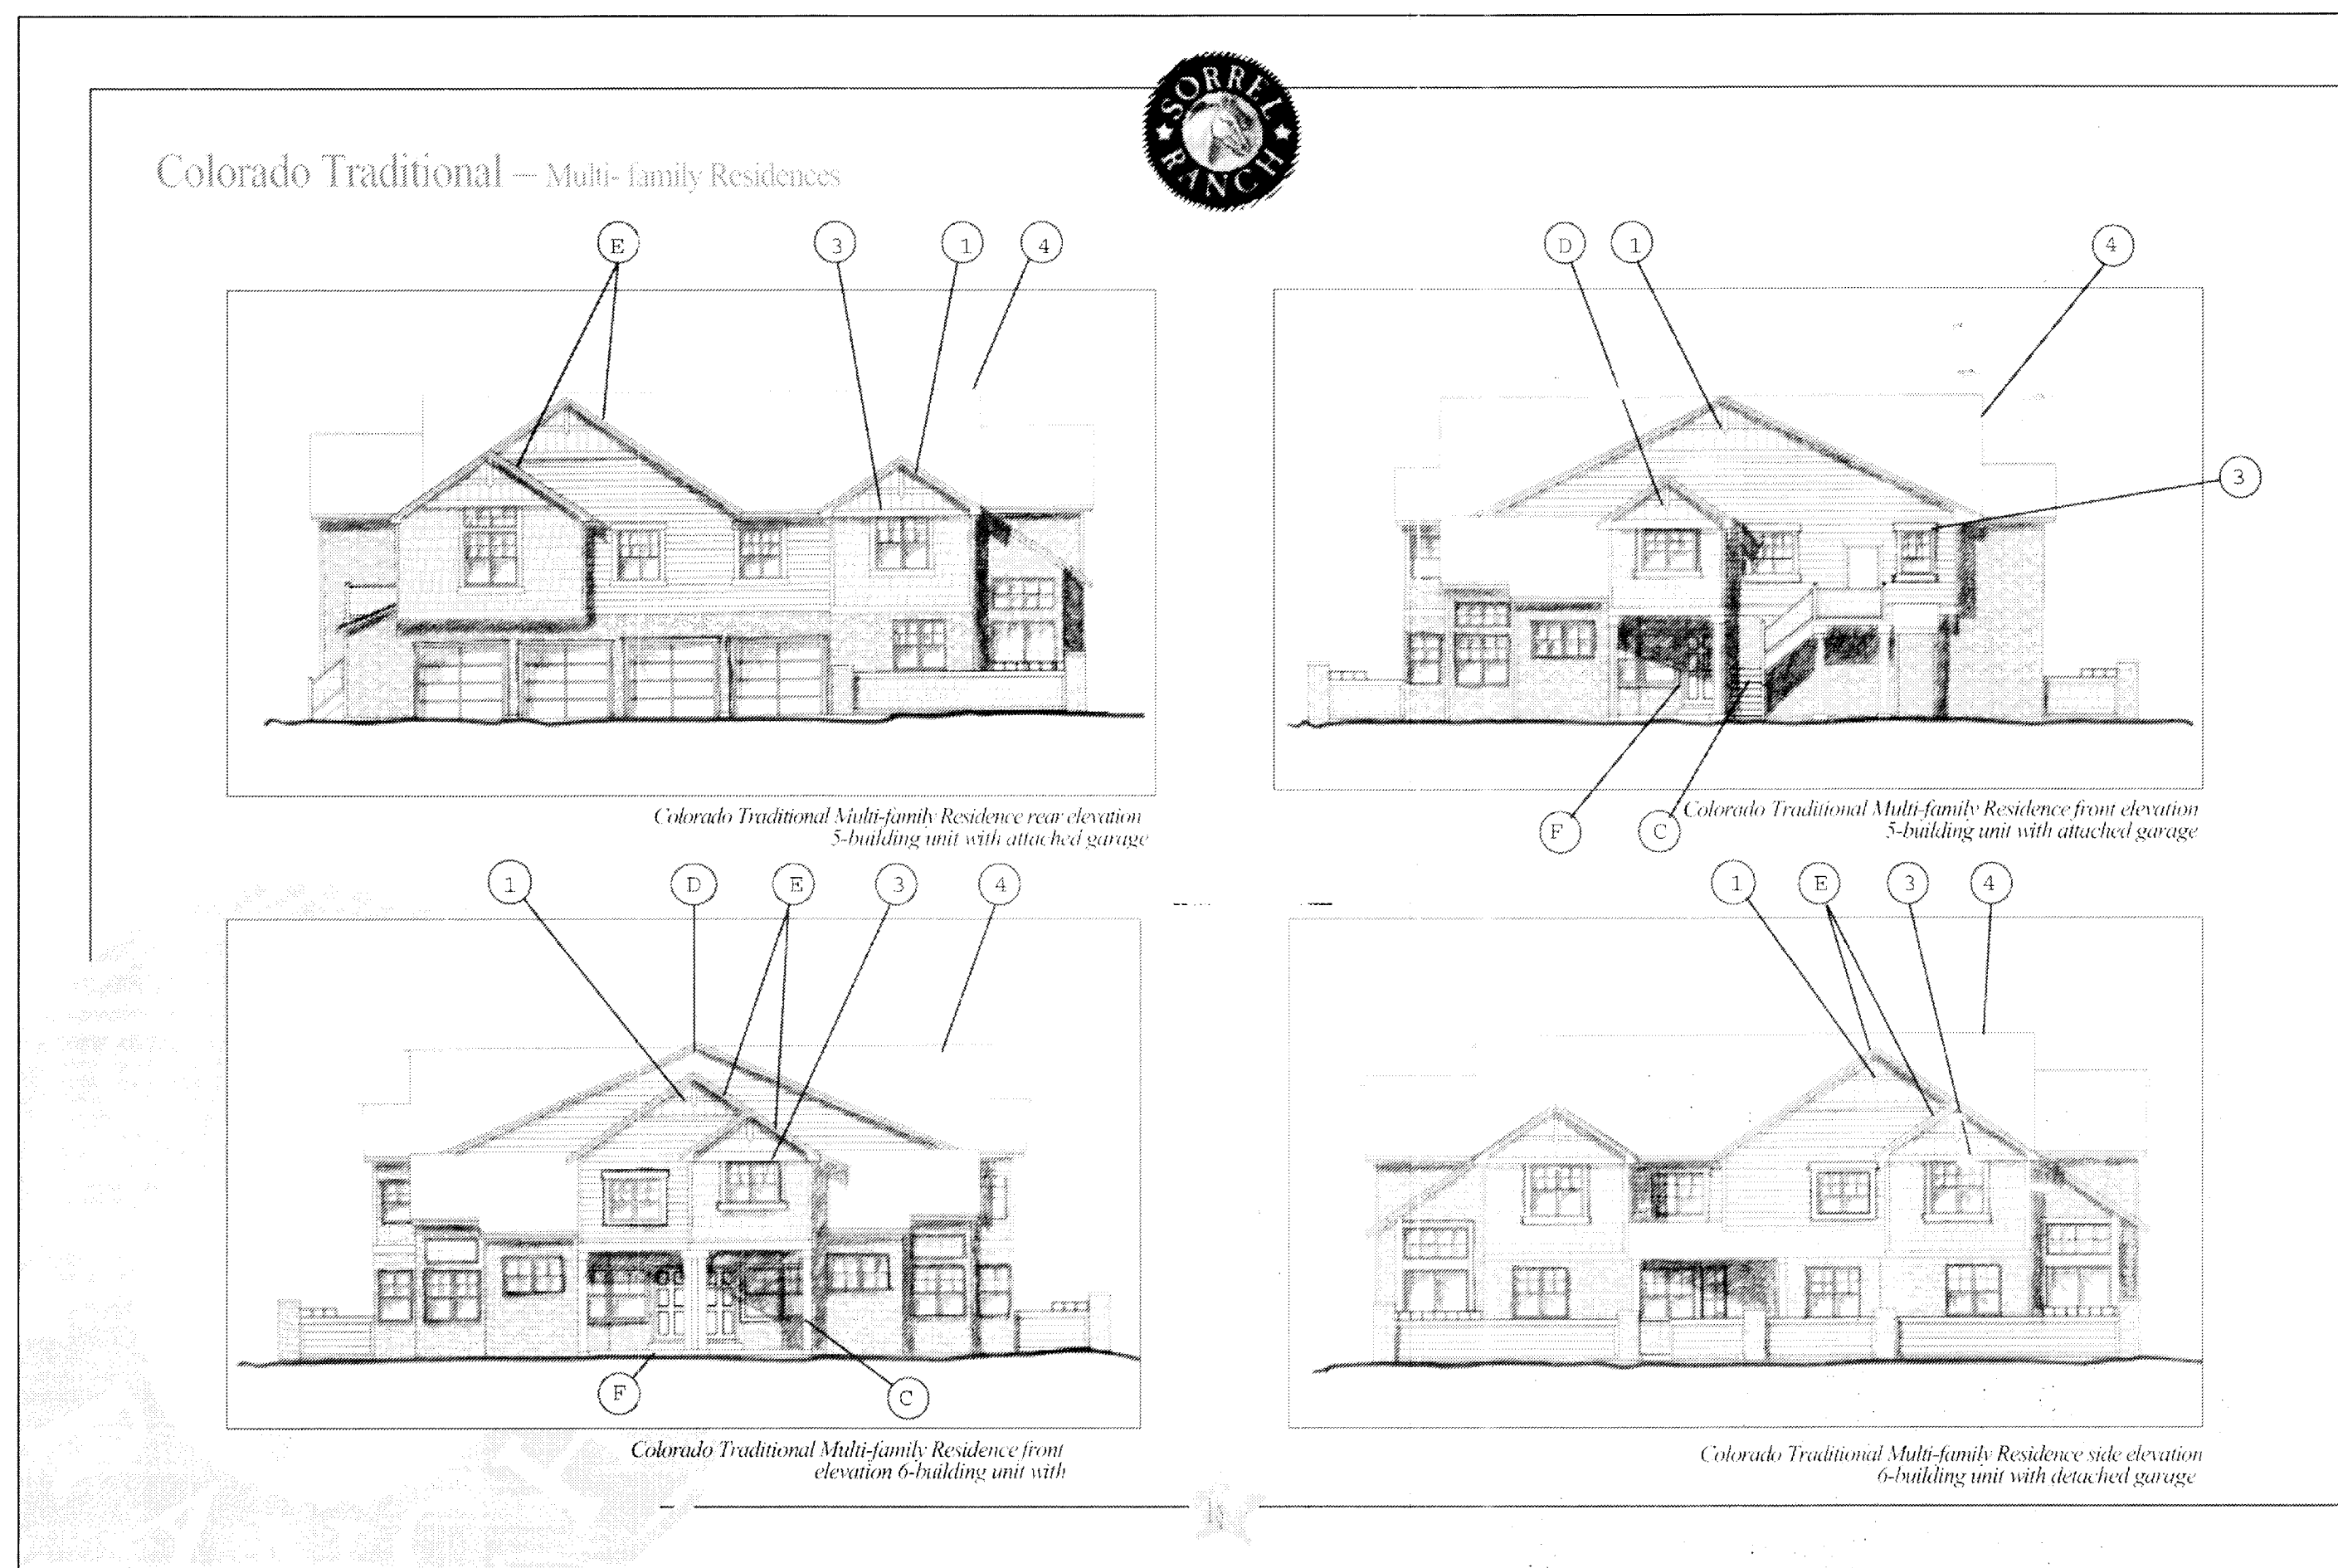 SORREL RANCH
Colorado Traditional — Multi- family Residences
E 3 1 4
D 1 4
3
Colorado Traditional Multi-family Residence rear elevation
5-building unit with attached garage
F C
Colorado Traditional Multi-family Residence front elevation
5-building unit with attached garage
1 D E 3 4
1 E 3 4
F C
Colorado Traditional Multi-family Residence front
elevation 6-building unit with
Colorado Traditional Multi-family Residence side elevation
6-building unit with detached garage